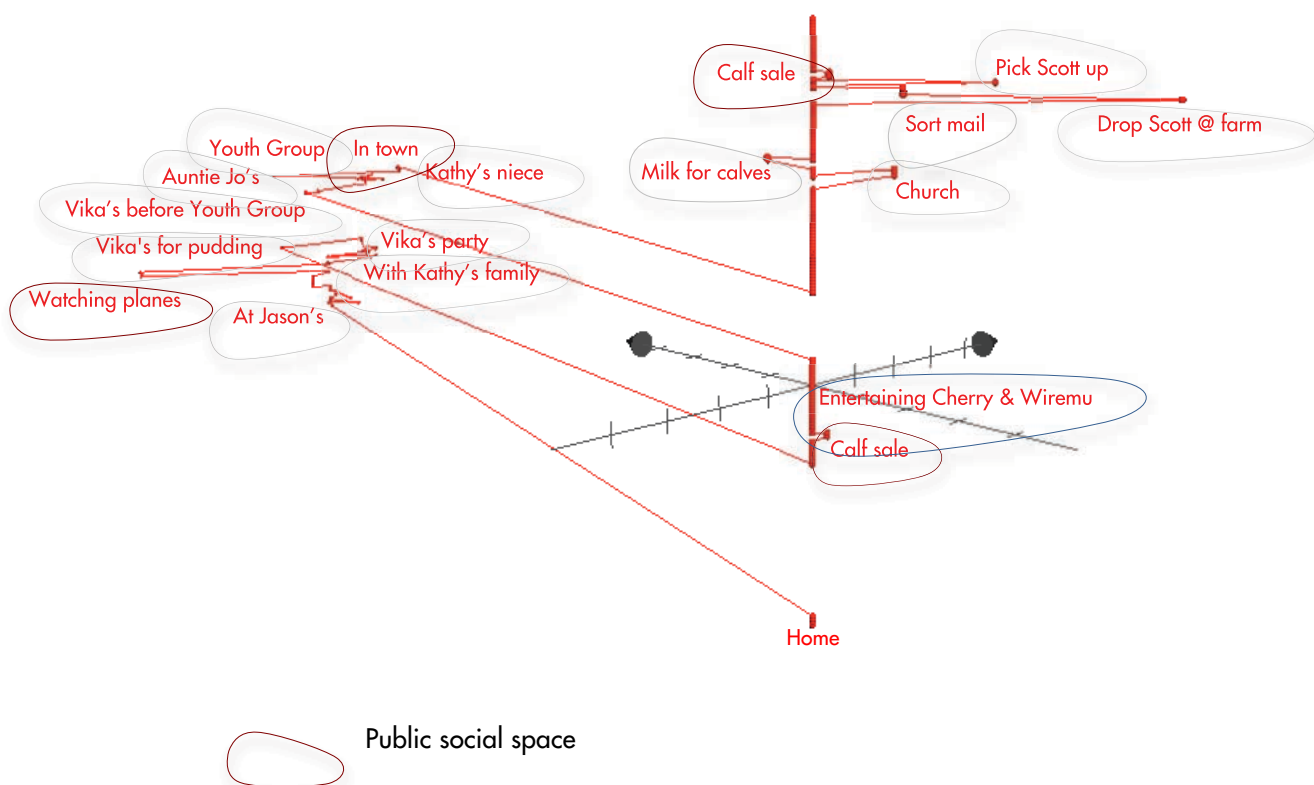 Calf sale
Pick Scott up
Sort mail
Drop Scott @ farm
Youth Group
In town
Auntie Jo's
Kathy's niece
Milk for calves
Church
Vika’s before Youth Group
Vika's for pudding
Vika’s party
With Kathy’s family
Watching planes
At Jason’s
Entertaining Cherry & Wiremu
Calf sale
Home
Public social space